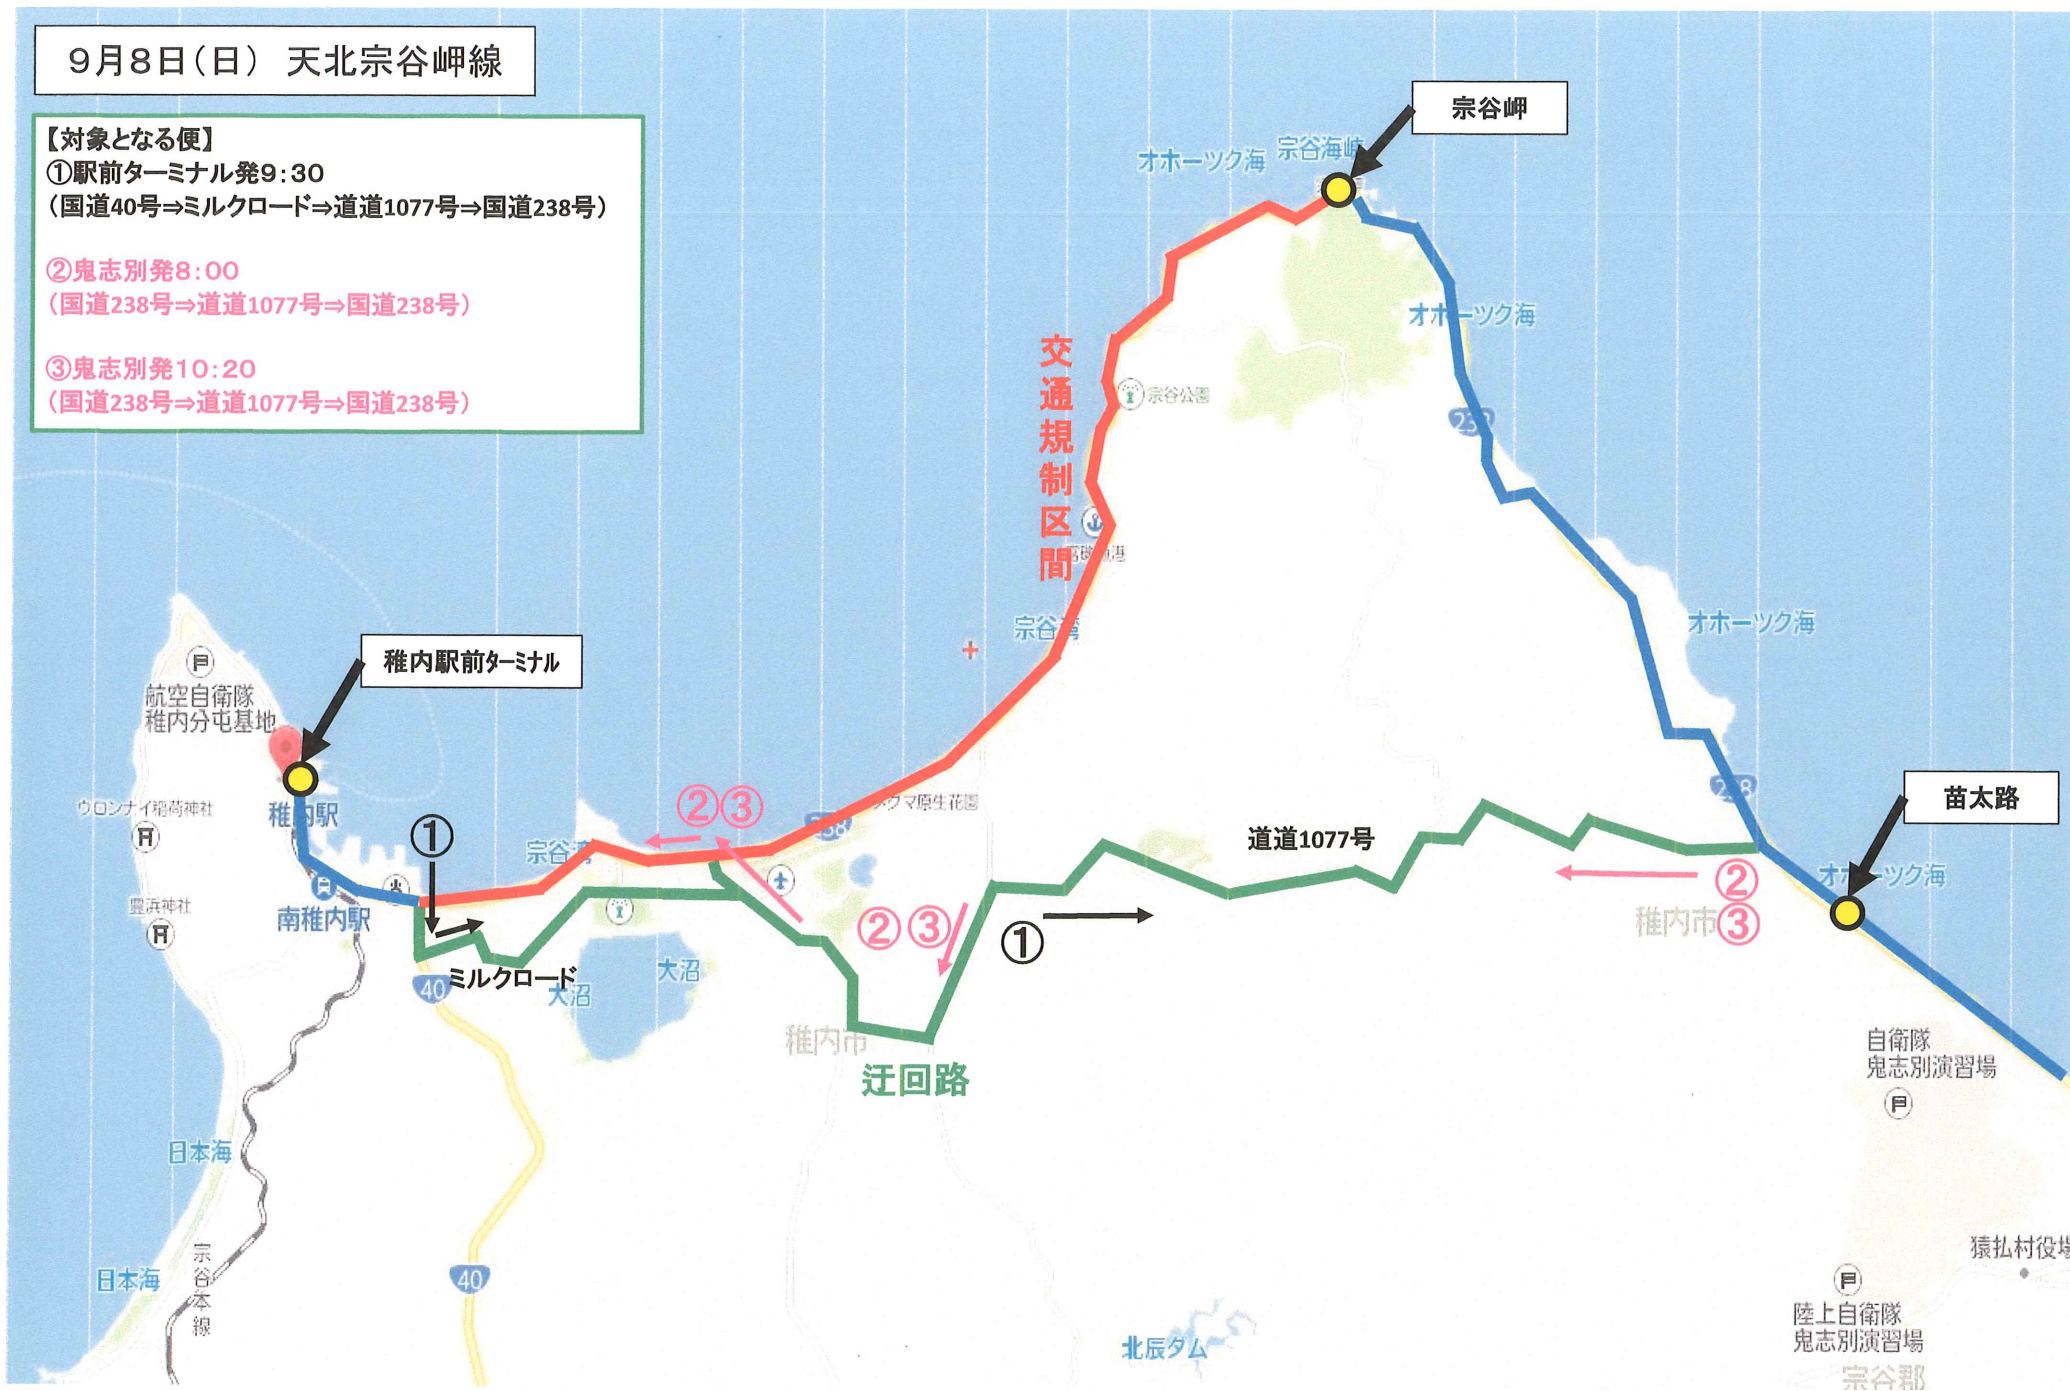 9月8日(日) 天北宗谷岬線
【対象となる便】
①駅前ターミナル発9:30
(国道40号⇒ミルクロード⇒道道1077号⇒国道238号)
②鬼志別発8:00
(国道238号⇒道道1077号⇒国道238号)
③鬼志別発10:20
(国道238号⇒道道1077号⇒国道238号)
宗谷岬
オホーツク海
宗谷海峡
オホーツク海
交通規制区間
宗谷公園
238
宗谷湾
オホーツク海
稚内駅前ターミナル
航空自衛隊
稚内分屯基地
ウロンナイ稲荷神社
稚内駅
②③
238
メクマ原生花園
238
苗太路
①
宗谷湾
道道1077号
②
オホーツク海
豊浜神社
南稚内駅
②③
①
稚内市
③
ミルクロード
40
大沼
大沼
稚内市
迂回路
自衛隊
鬼志別演習場
日本海
日本海
宗谷本線
40
猿払村役場
陸上自衛隊
鬼志別演習場
北辰ダム
宗谷郡